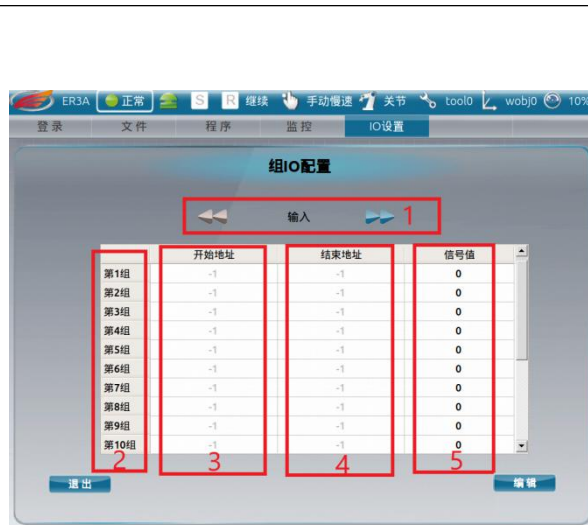 ER3A 正常 S R 继续 手动慢速 关节 tool0 wobj0 10%
登录 文件 程序 监控 IO设置
组IO配置
输入 1
开始地址 结束地址 信号值
第1组 -1 -1 0
第2组 -1 -1 0
第3组 -1 -1 0
第4组 -1 -1 0
第5组 -1 -1 0
第6组 -1 -1 0
第7组 -1 -1 0
第8组 -1 -1 0
第9组 -1 -1 0
第10组 -1 -1 0
2 3 4 5
退出 编辑